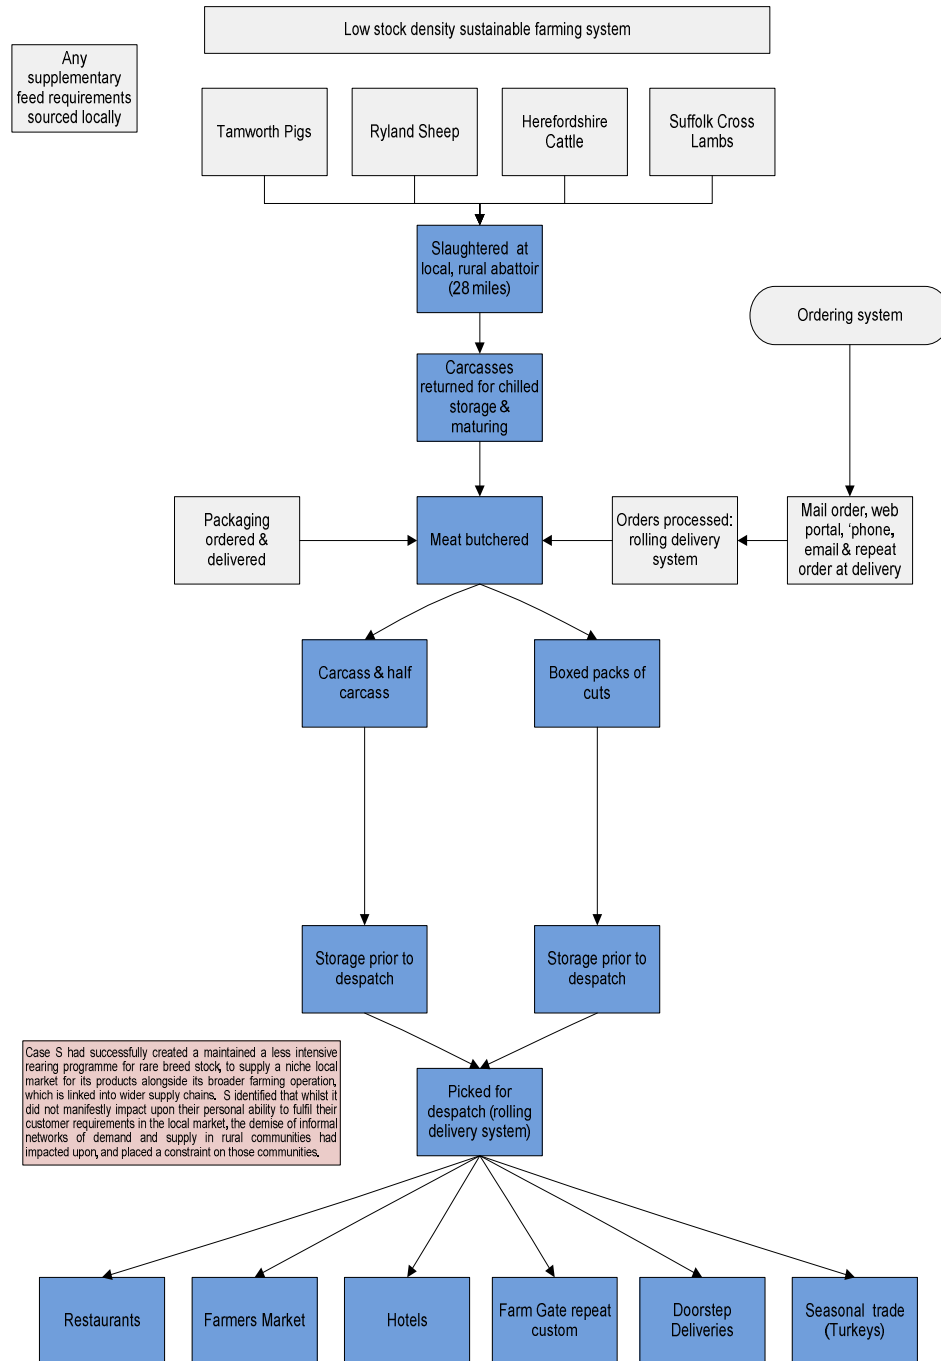 Low stock density sustainable farming system
Any
supplementary
feed requirements
sourced locally
Tamworth Pigs
Ryland Sheep
Herefordshire
Cattle
Suffolk Cross
Lambs
Slaughtered at
local, rural abattoir
(28 miles)
Ordering system
Carcasses
returned for chilled
storage &
maturing
Packaging
ordered &
delivered
Meat butchered
Orders processed:
rolling delivery
system
Mail order, web
portal, ‘phone,
email & repeat
order at delivery
Carcass & half
carcass
Boxed packs of
cuts
Storage prior to
despatch
Storage prior to
despatch
Case S had successfully created a maintained a less intensive
rearing programme for rare breed stock, to supply a niche local
market for its products alongside its broader farming operation,
which is linked into wider supply chains. S identified that whilst it
did not manifestly impact upon their personal ability to fulfil their
customer requirements in the local market, the demise of informal
networks of demand and supply in rural communities had
impacted upon, and placed a constraint on those communities.
Picked for
despatch (rolling
delivery system)
Restaurants
Farmers Market
Hotels
Farm Gate repeat
custom
Doorstep
Deliveries
Seasonal trade
(Turkeys)